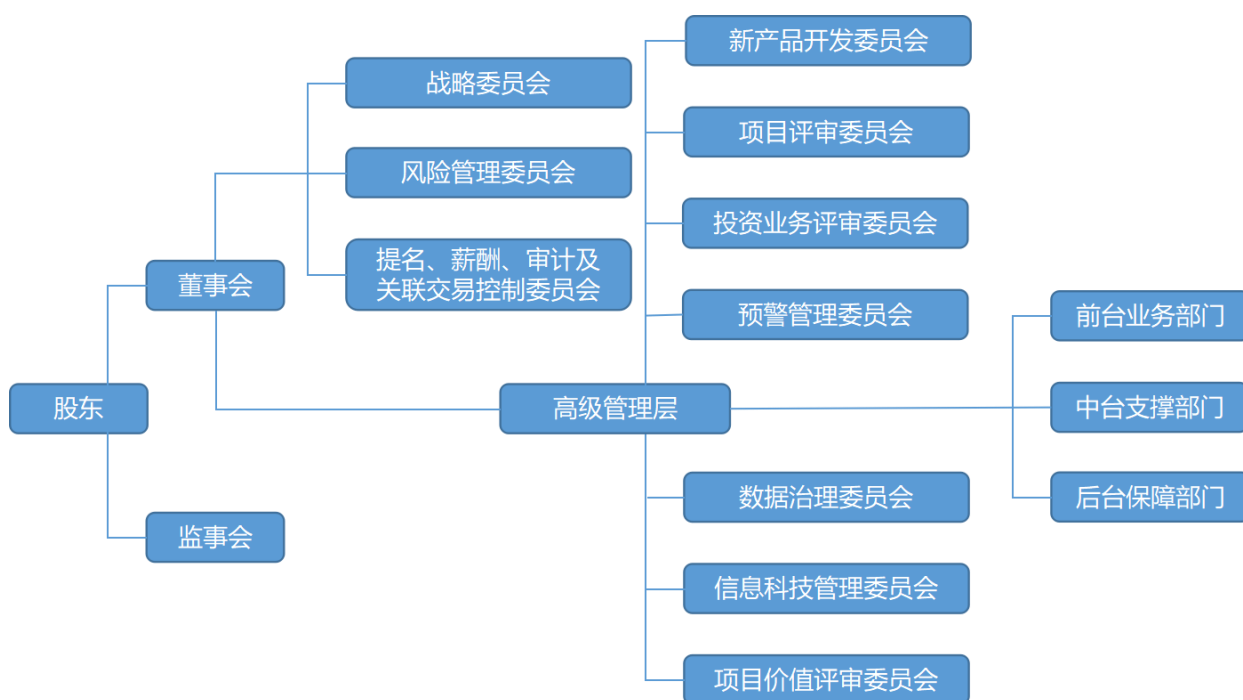 新产品开发委员会
战略委员会
项目评审委员会
风险管理委员会
投资业务评审委员会
提名、薪酬、审计及
关联交易控制委员会
董事会
预警管理委员会
前台业务部门
股东
高级管理层
中台支撑部门
数据治理委员会
后台保障部门
监事会
信息科技管理委员会
项目价值评审委员会